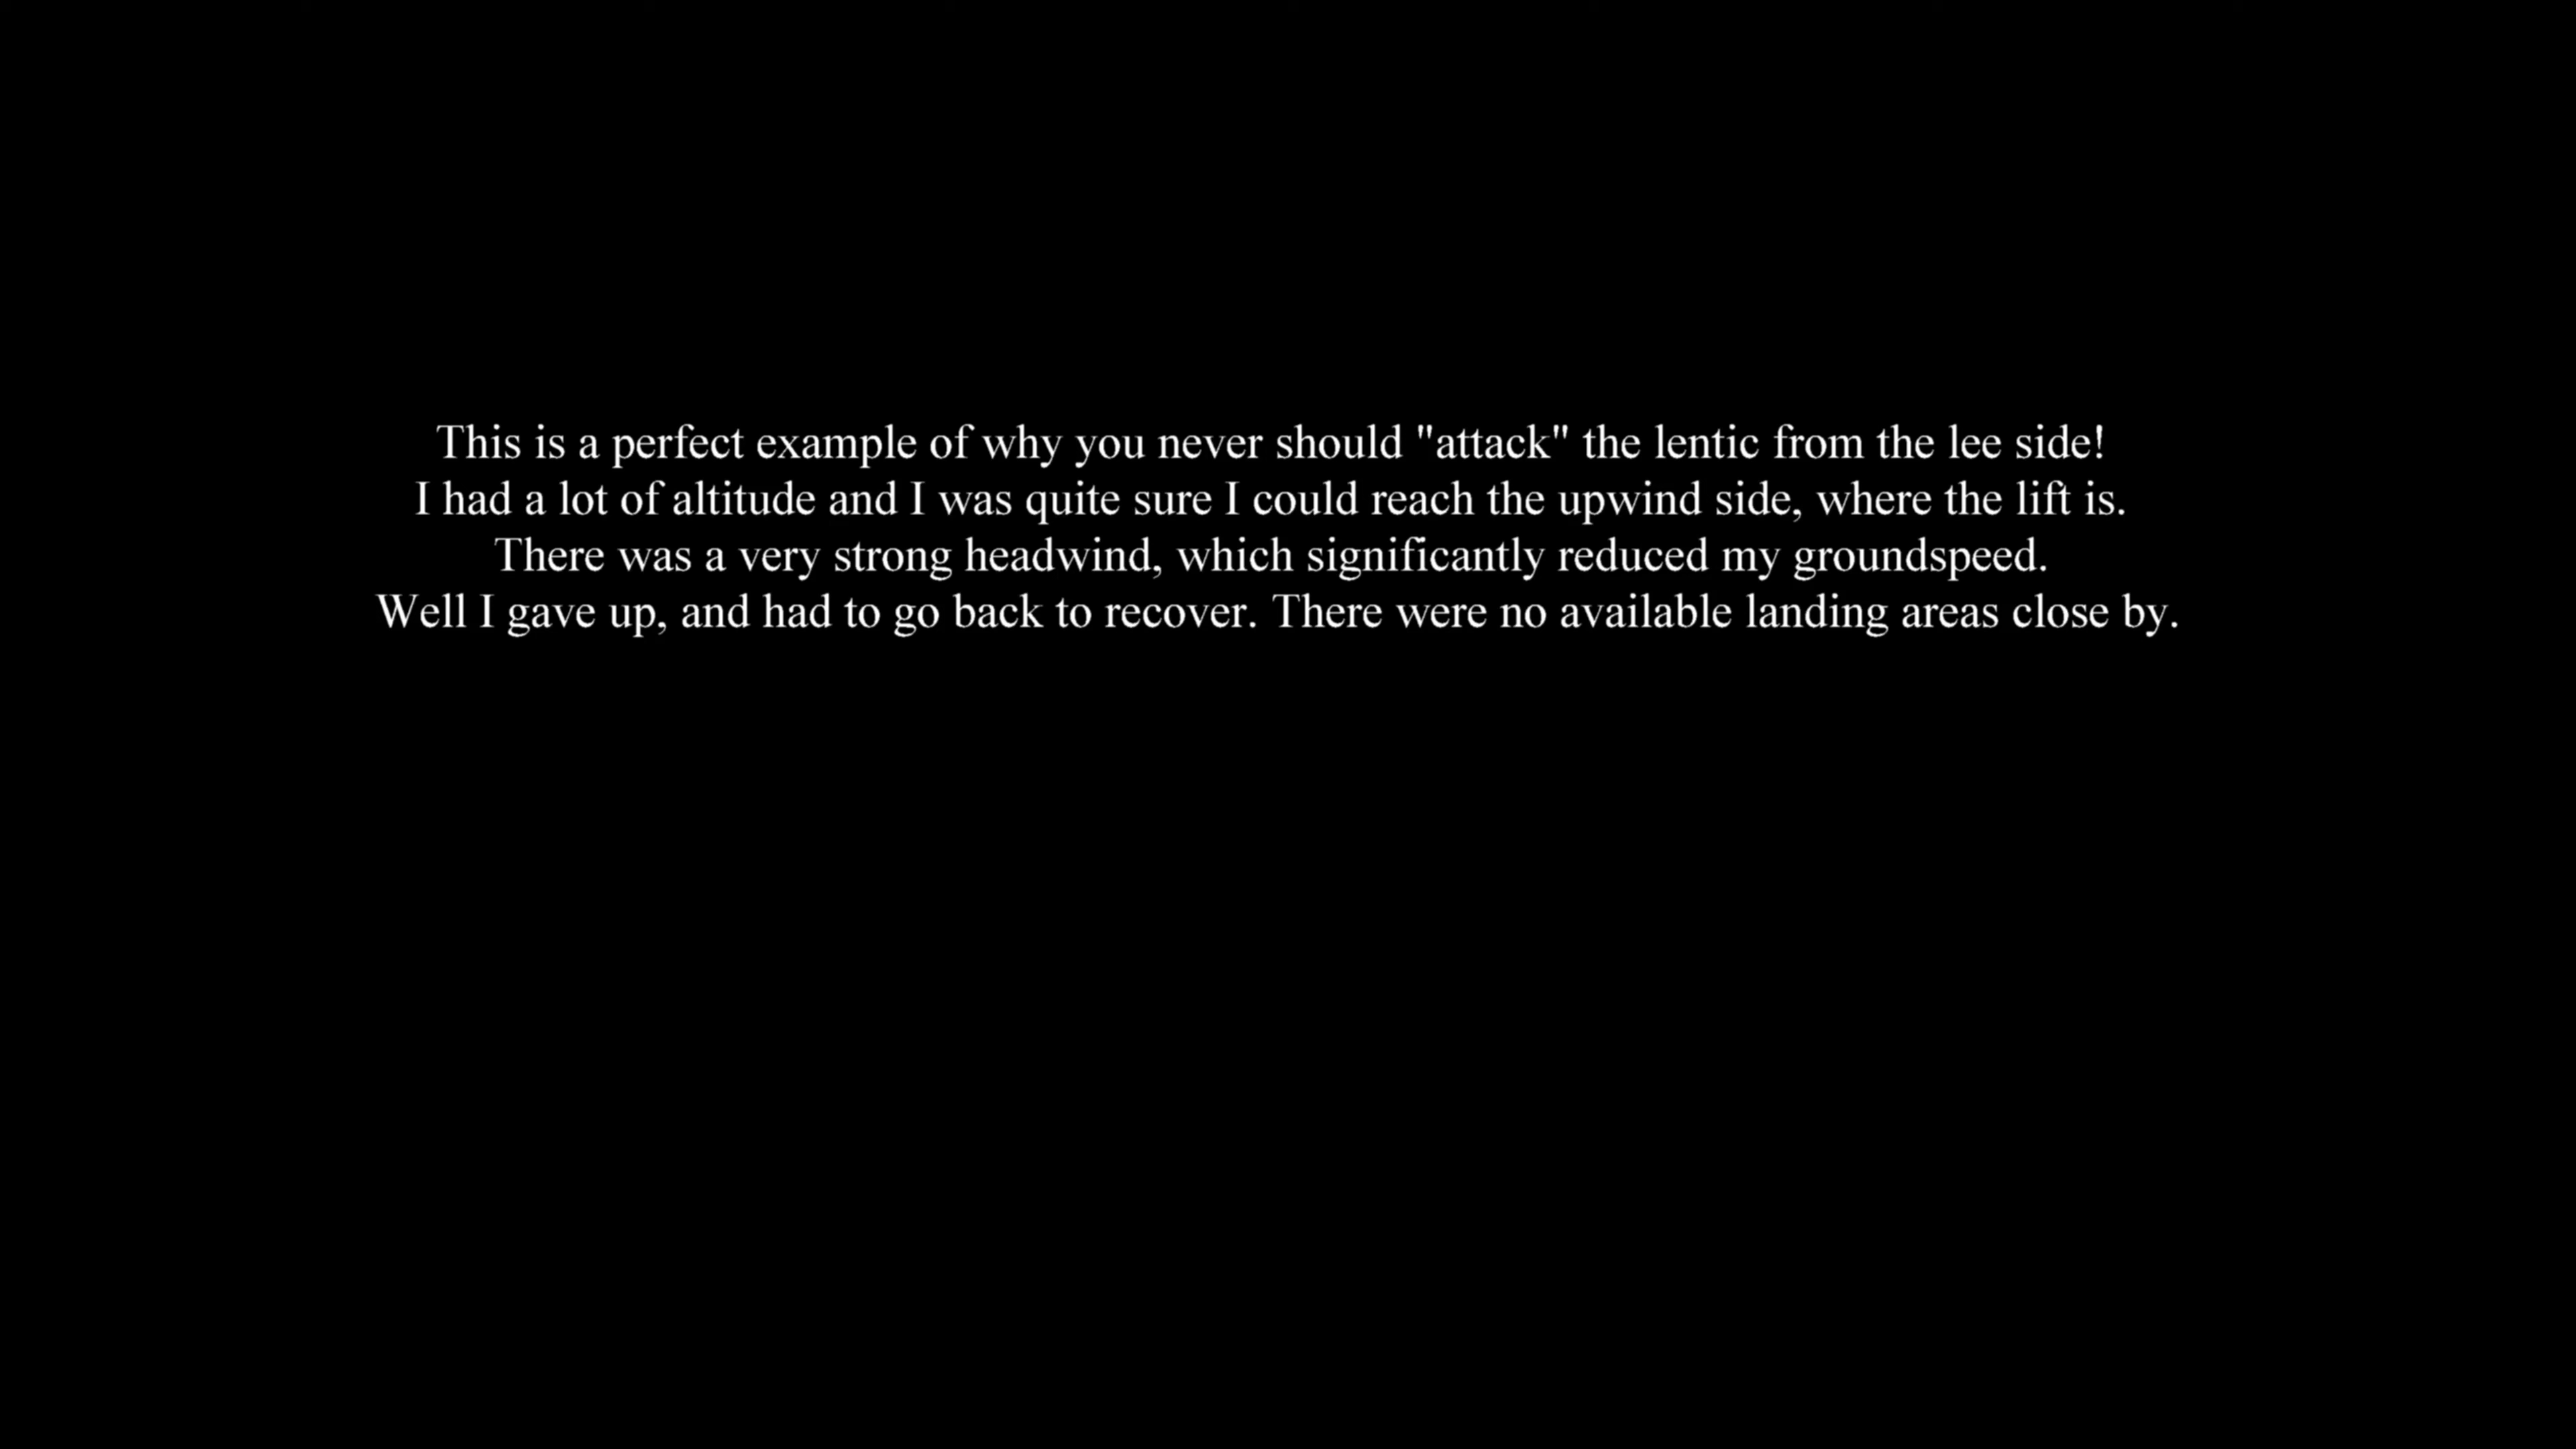 This is a perfect example of why you never should "attack" the lentic from the lee side!
I had a lot of altitude and I was quite sure I could reach the upwind side, where the lift is.
There was a very strong headwind, which significantly reduced my groundspeed.
Well I gave up, and had to go back to recover. There were no available landing areas close by.